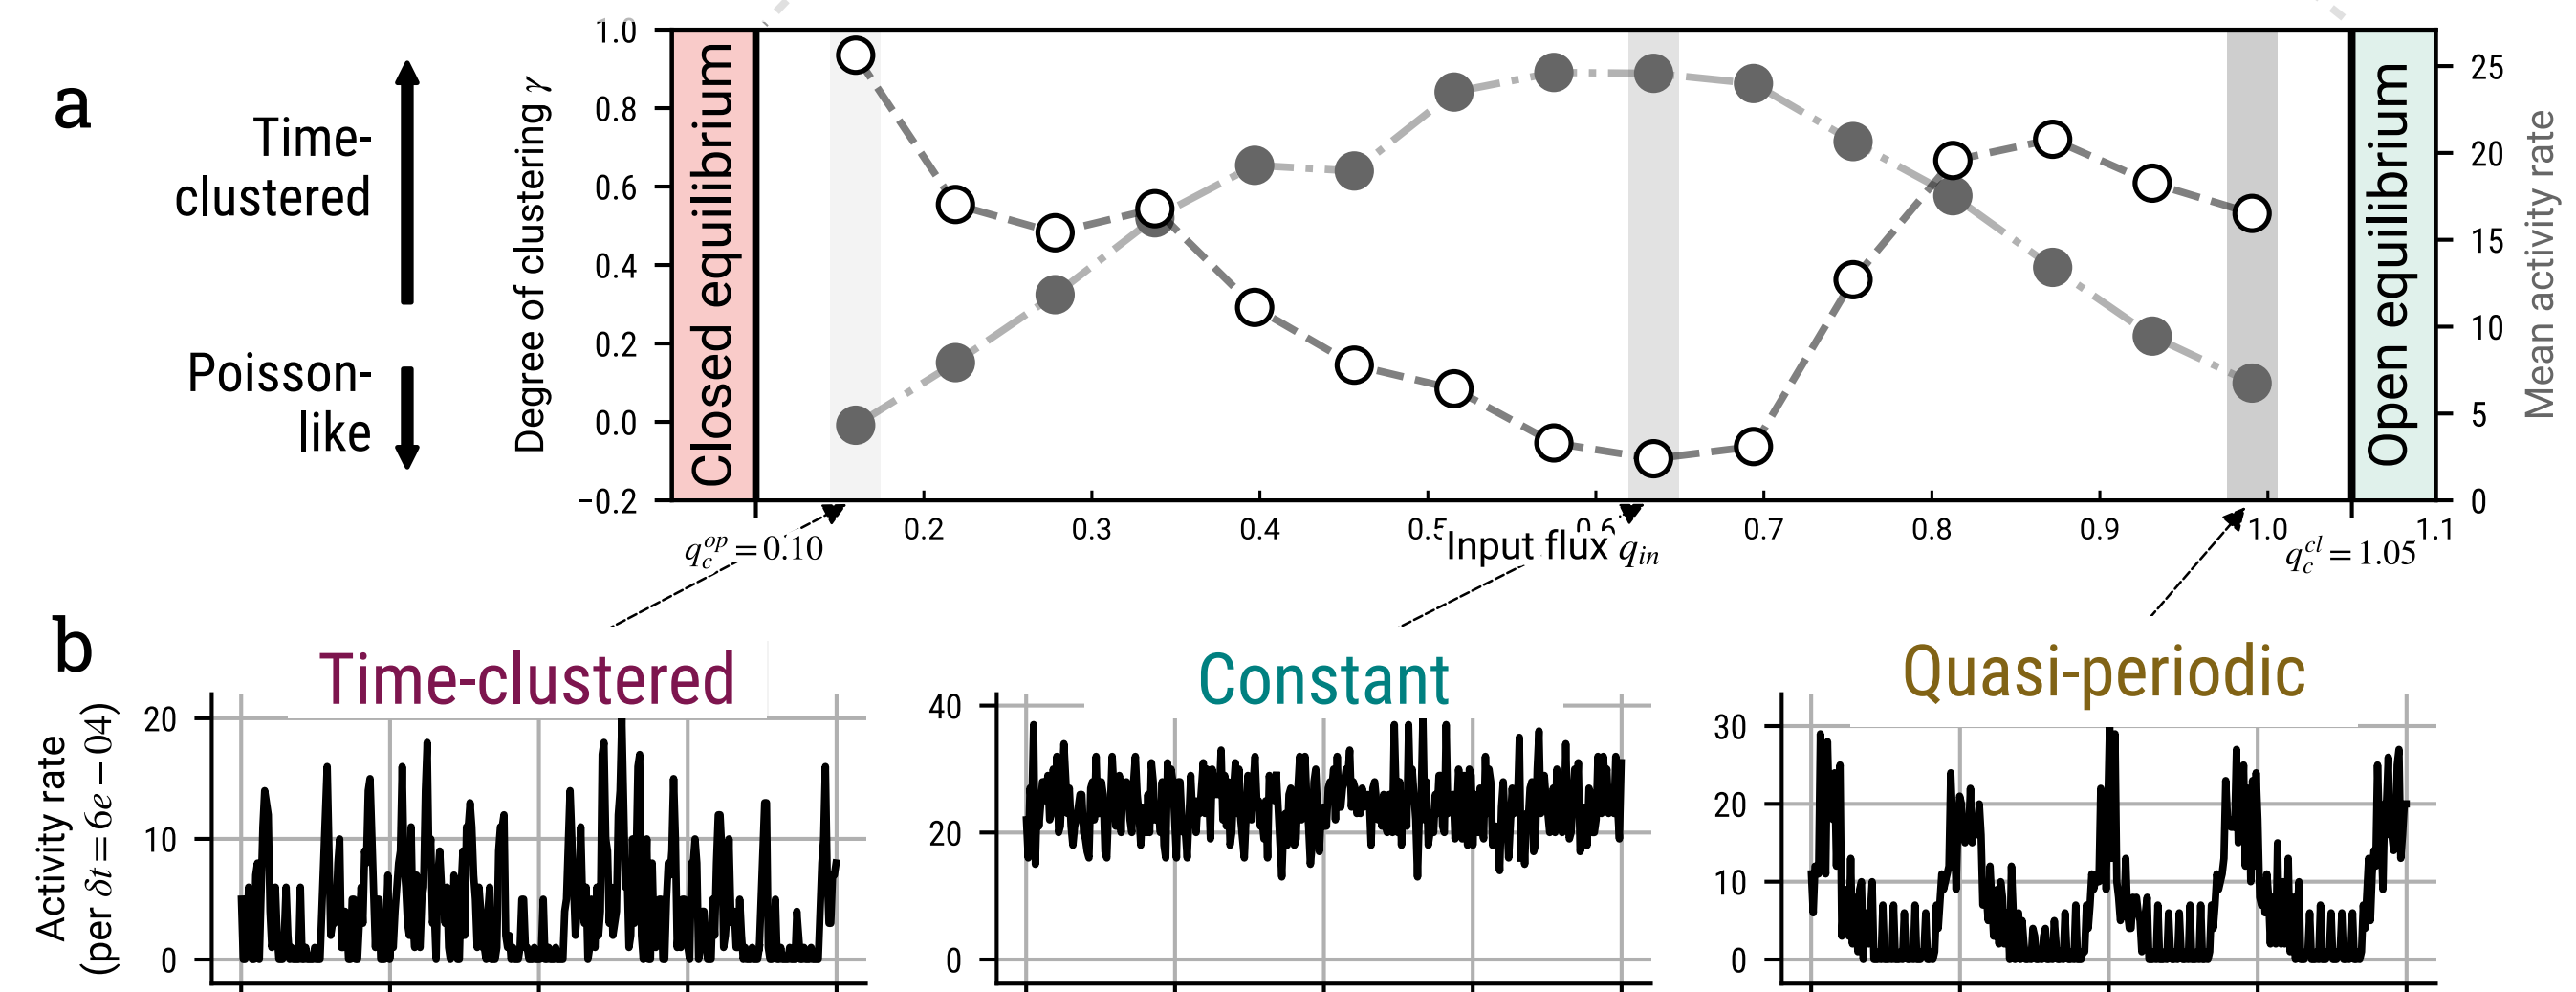 a
Time-
clustered
Poisson-
like
Degree of clustering γ
1.0
0.8
0.6
0.4
0.2
0.0
−0.2
Closed equilibrium
Open equilibrium
25
20
15
10
5
0
Mean activity rate
0.2
0.3
0.4
0.5
0.6
0.7
0.8
0.9
1.0
1.1
q_c^{op} = 0.10
Input flux q_{in}
q_c^{cl} = 1.05
b
Time-clustered
Constant
Quasi-periodic
Activity rate
(per δt = 6e − 04)
20
10
0
40
20
0
30
20
10
0